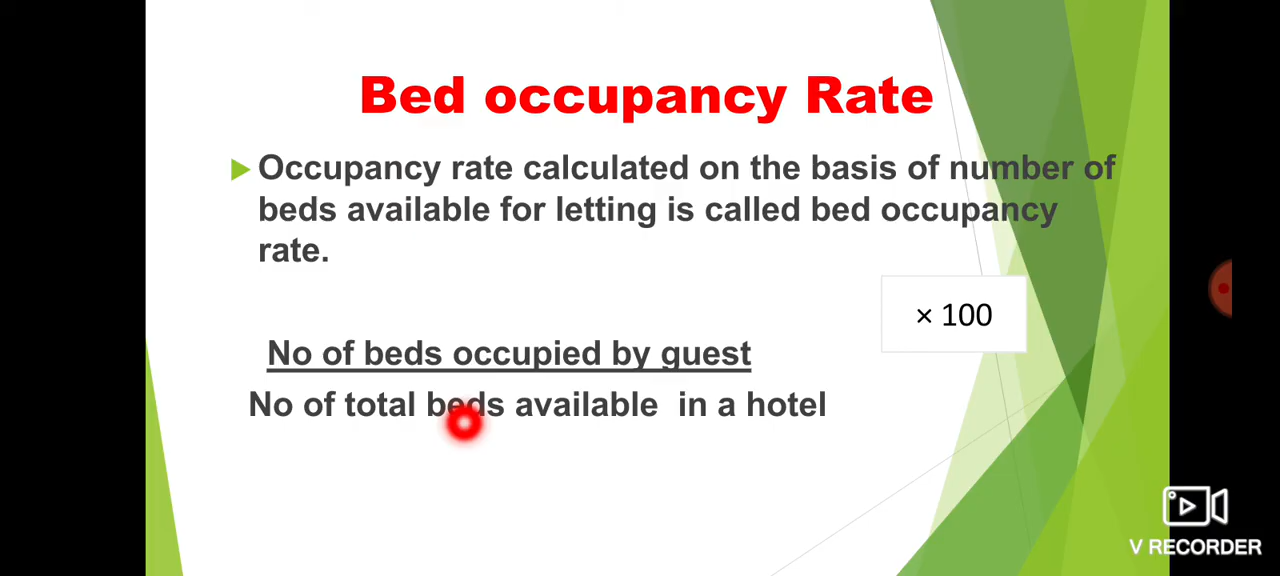 Bed occupancy Rate
Occupancy rate calculated on the basis of number of
beds available for letting is called bed occupancy
rate.
× 100
No of beds occupied by guest
No of total beds available in a hotel
V RECORDER